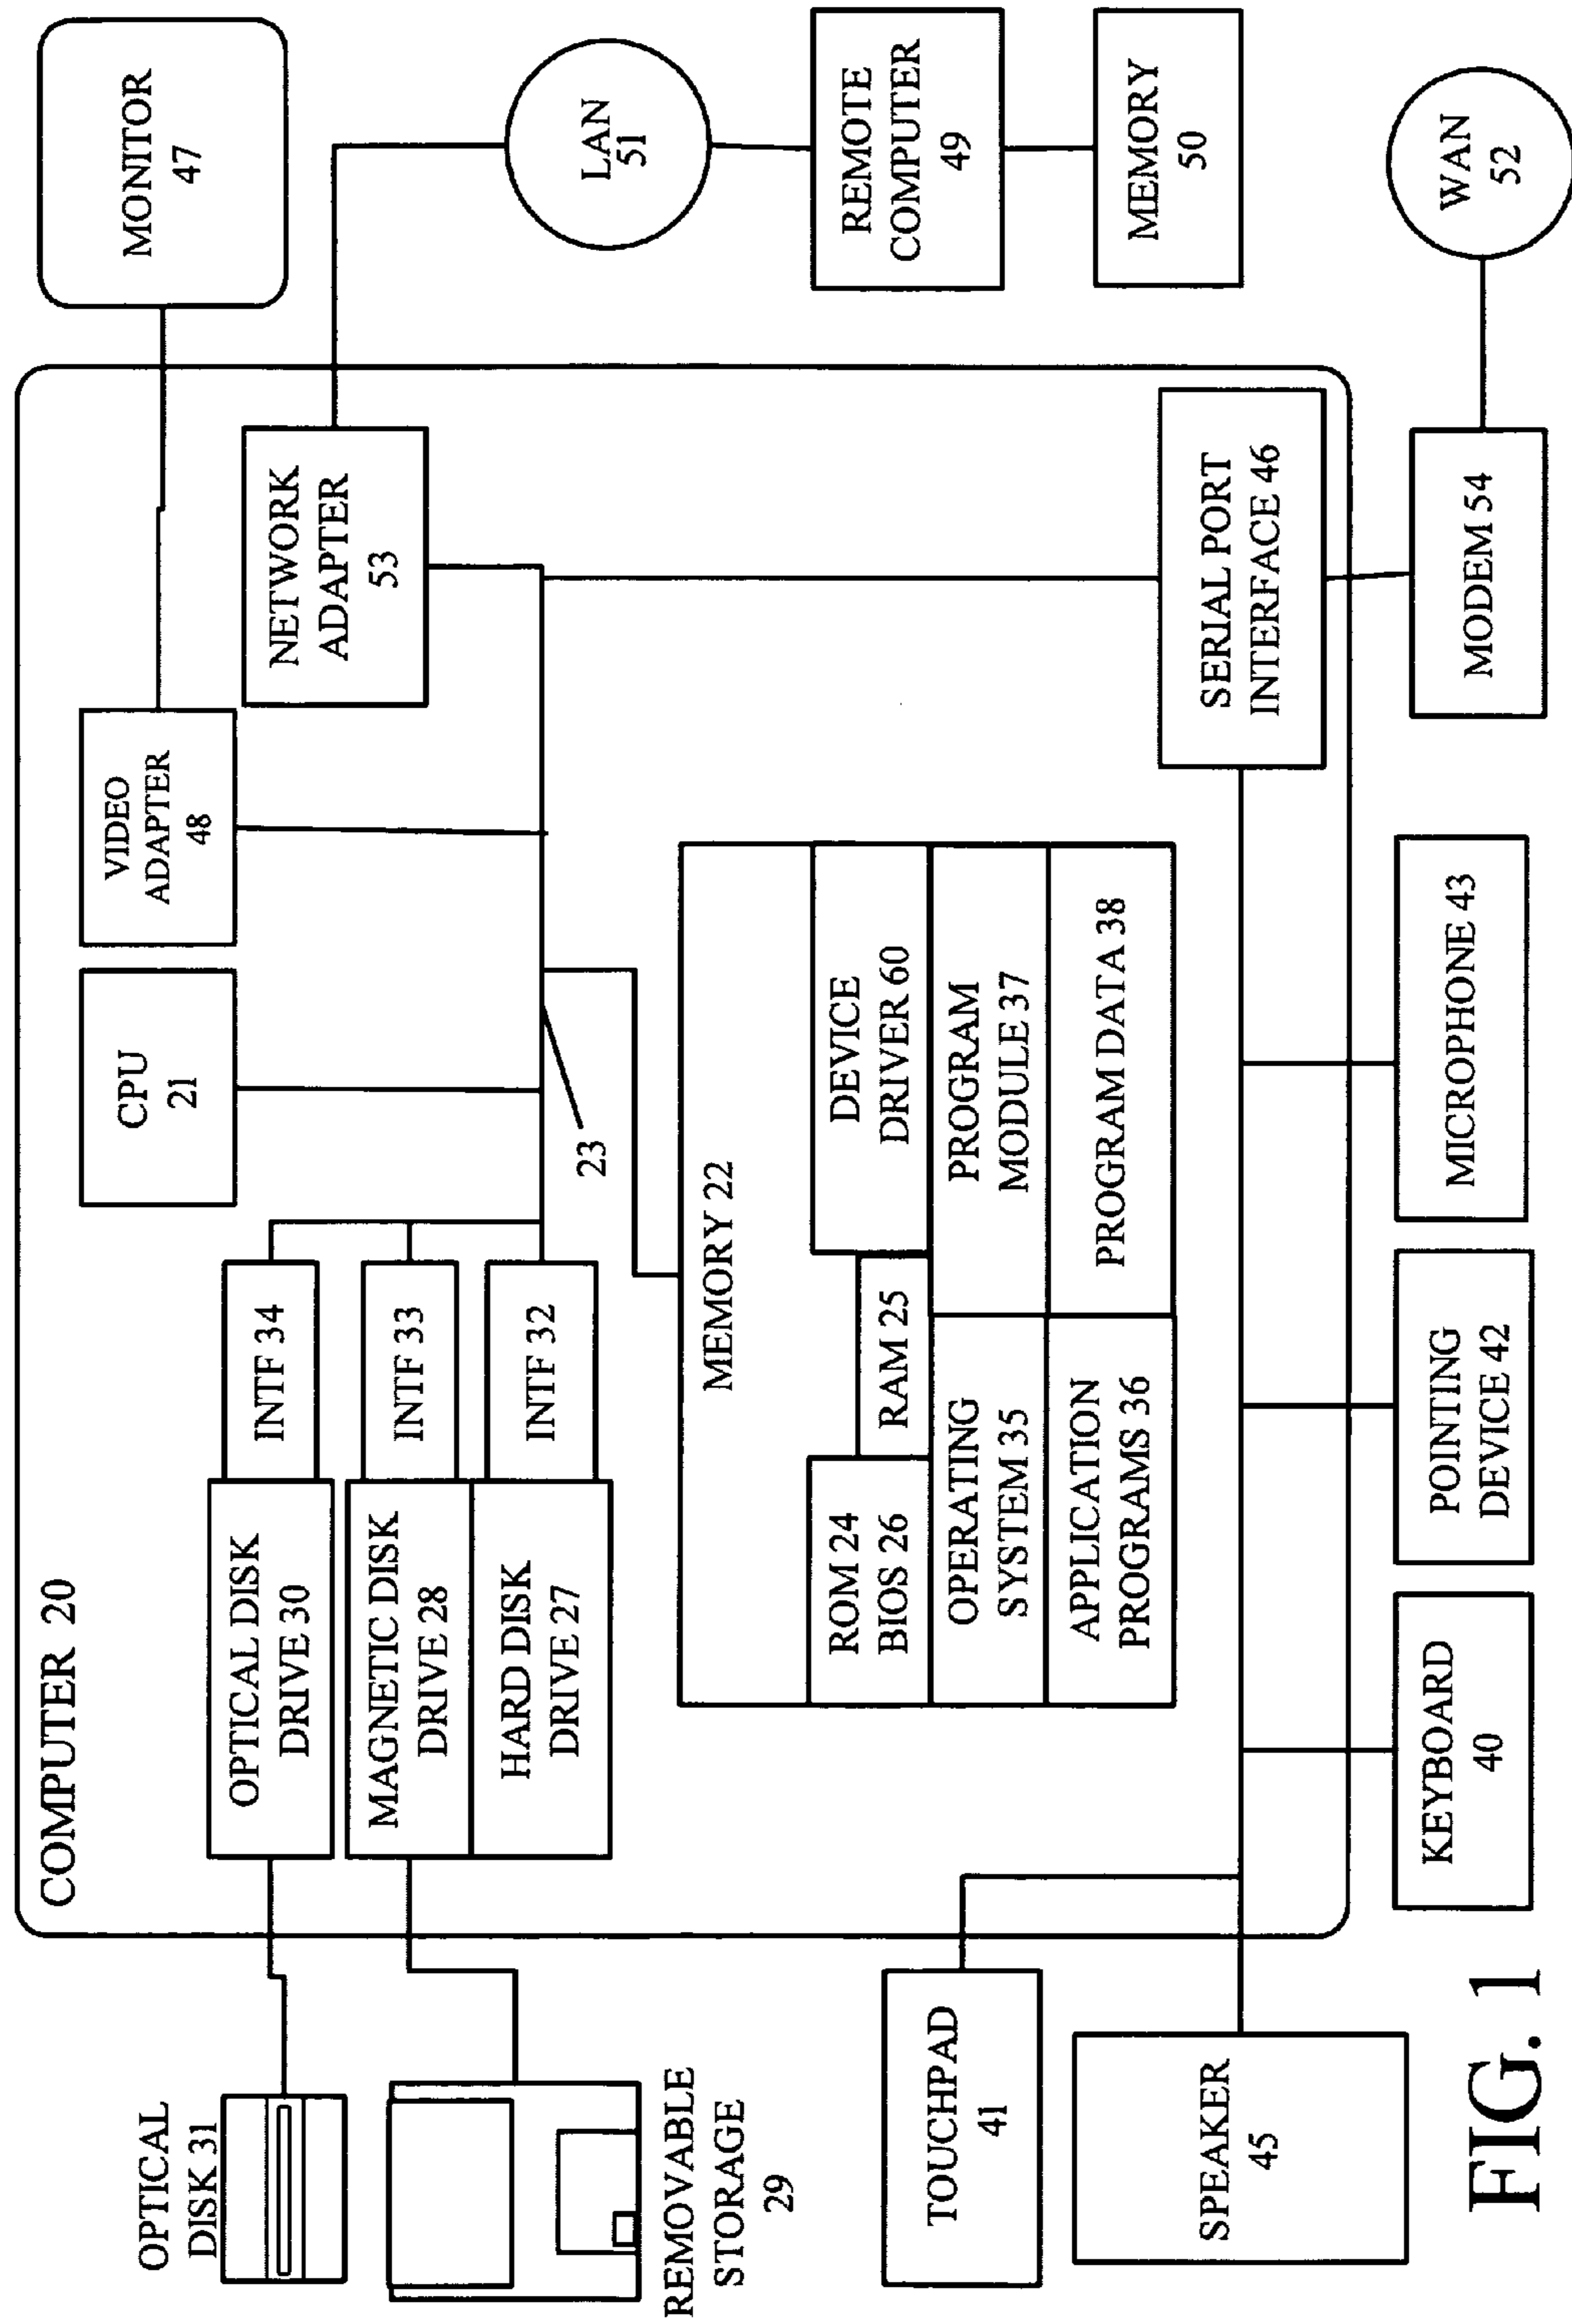 COMPUTER 20
MONITOR
47
OPTICAL
DISK 31
OPTICAL DISK
DRIVE 30
INTF 34
CPU
21
VIDEO
ADAPTER
48
NETWORK
ADAPTER
53
MAGNETIC DISK
DRIVE 28
INTF 33
HARD DISK
DRIVE 27
INTF 32
23
REMOVABLE
STORAGE
29
LAN
51
MEMORY 22
ROM 24
BIOS 26
RAM 25
DEVICE
DRIVER 60
OPERATING
SYSTEM 35
PROGRAM
MODULE 37
APPLICATION
PROGRAMS 36
PROGRAM DATA 38
REMOTE
COMPUTER
49
MEMORY
50
TOUCHPAD
41
SPEAKER
45
SERIAL PORT
INTERFACE 46
KEYBOARD
40
POINTING
DEVICE 42
MICROPHONE 43
MODEM 54
WAN
52
FIG. 1